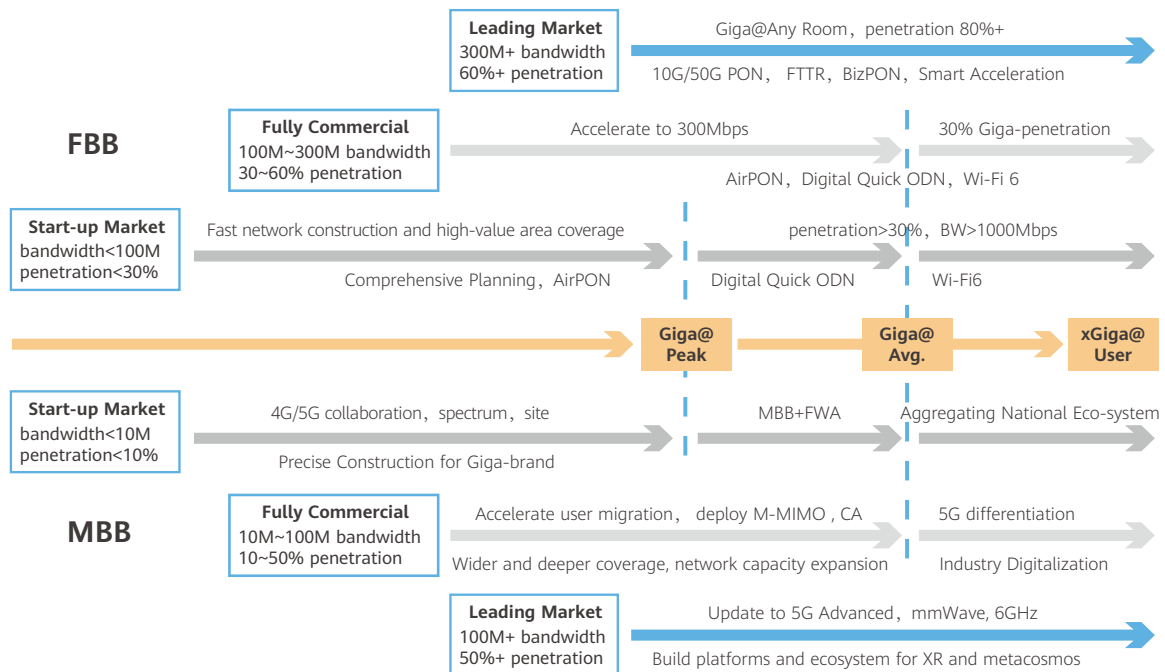 Leading Market
300M+ bandwidth
60%+ penetration
Giga@Any Room，penetration 80%+
10G/50G PON， FTTR， BizPON，Smart Acceleration
FBB
Fully Commercial
100M~300M bandwidth
30~60% penetration
Accelerate to 300Mbps
30% Giga-penetration
AirPON，Digital Quick ODN，Wi-Fi 6
Start-up Market
bandwidth<100M
penetration<30%
Fast network construction and high-value area coverage
penetration>30%，BW>1000Mbps
Comprehensive Planning，AirPON
Digital Quick ODN
Wi-Fi6
Giga@
Peak
Giga@
Avg.
xGiga@
User
Start-up Market
bandwidth<10M
penetration<10%
4G/5G collaboration，spectrum，site
MBB+FWA
Aggregating National Eco-system
Precise Construction for Giga-brand
MBB
Fully Commercial
10M~100M bandwidth
10~50% penetration
Accelerate user migration， deploy M-MIMO , CA
5G differentiation
Wider and deeper coverage, network capacity expansion
Industry Digitalization
Leading Market
100M+ bandwidth
50%+ penetration
Update to 5G Advanced，mmWave, 6GHz
Build platforms and ecosystem for XR and metacosmos